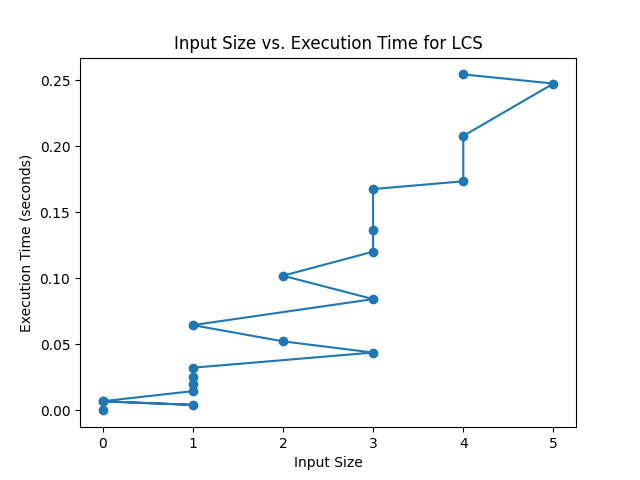 Input Size vs. Execution Time for LCS
0.25
0.20
0.15
0.10
0.05
0.00
Execution Time (seconds)
0 1 2 3 4 5
Input Size